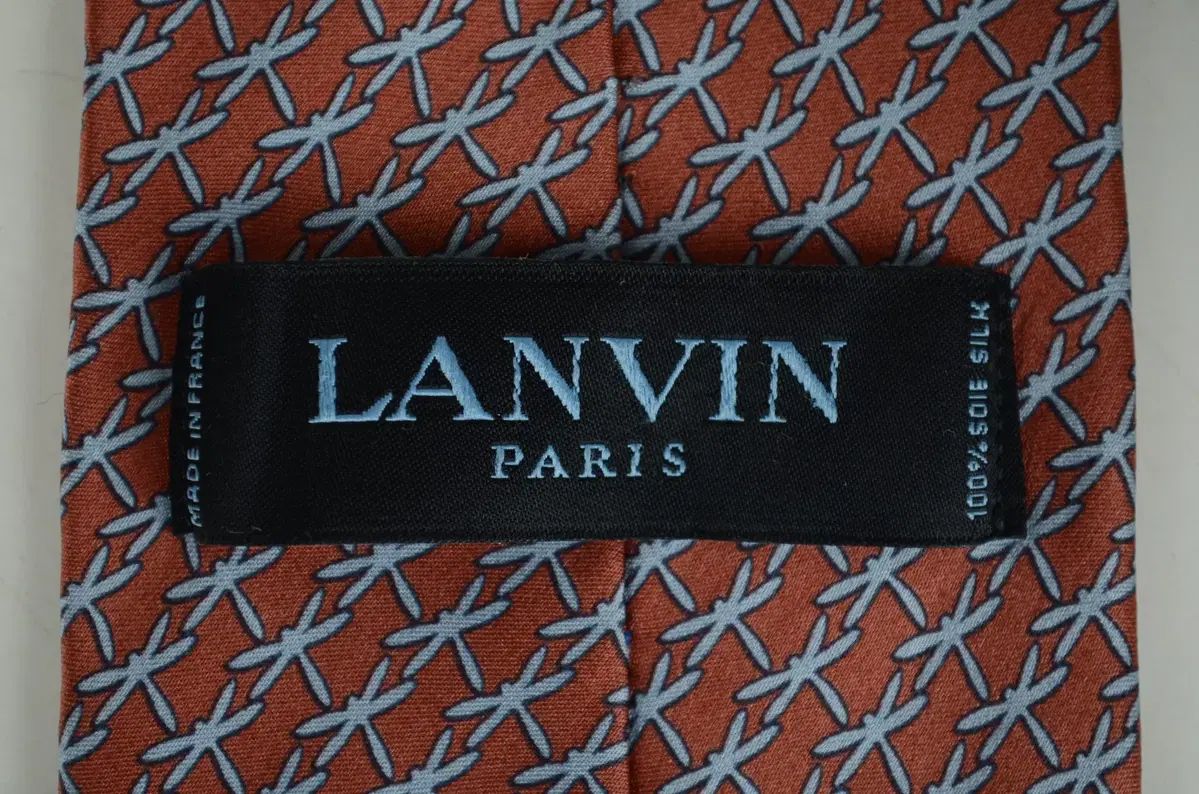 LANVIN
PARIS
MADE IN FRANCE
100% SOIE SILK